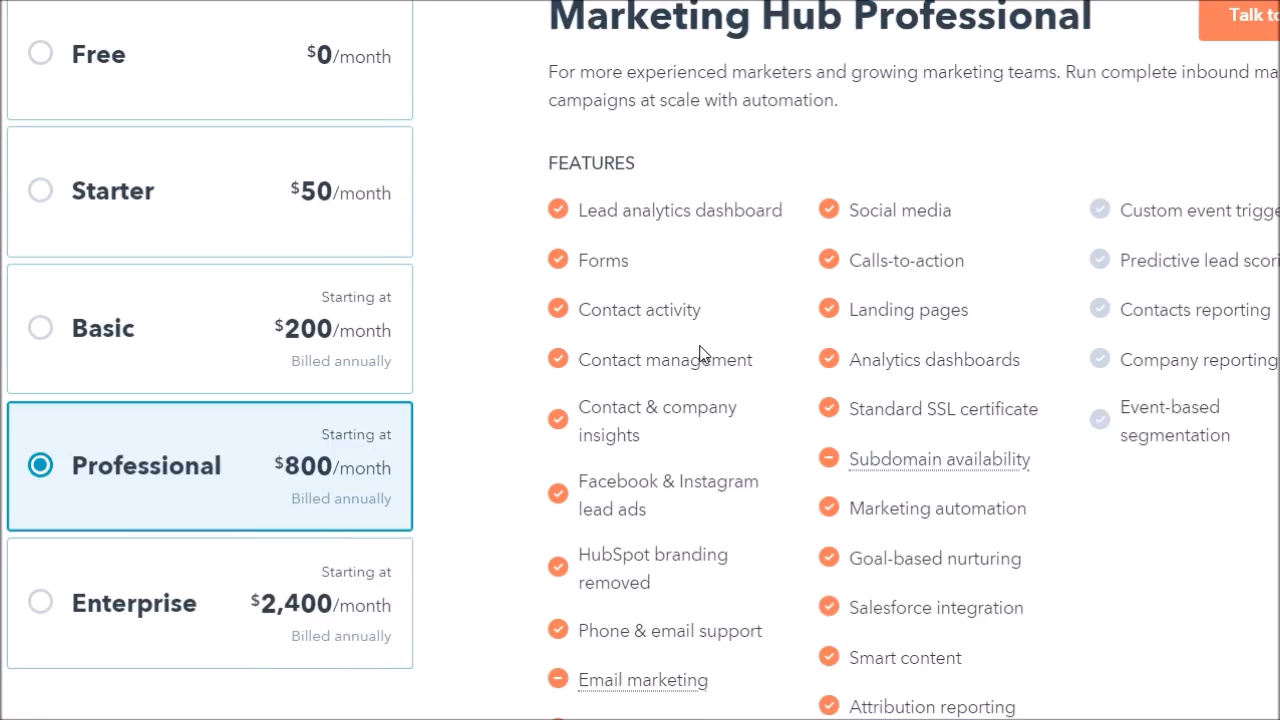 Free $0/month
Starter $50/month
Starting at
Basic $200/month
Billed annually
Starting at
Professional $800/month
Billed annually
Starting at
Enterprise $2,400/month
Billed annually
Marketing Hub Professional
Talk to
For more experienced marketers and growing marketing teams. Run complete inbound ma
campaigns at scale with automation.
FEATURES
Lead analytics dashboard
Forms
Contact activity
Contact management
Contact & company
insights
Facebook & Instagram
lead ads
HubSpot branding
removed
Phone & email support
Email marketing
Social media
Calls-to-action
Landing pages
Analytics dashboards
Standard SSL certificate
Subdomain availability
Marketing automation
Goal-based nurturing
Salesforce integration
Smart content
Attribution reporting
Custom event trigge
Predictive lead scori
Contacts reporting
Company reporting
Event-based
segmentation